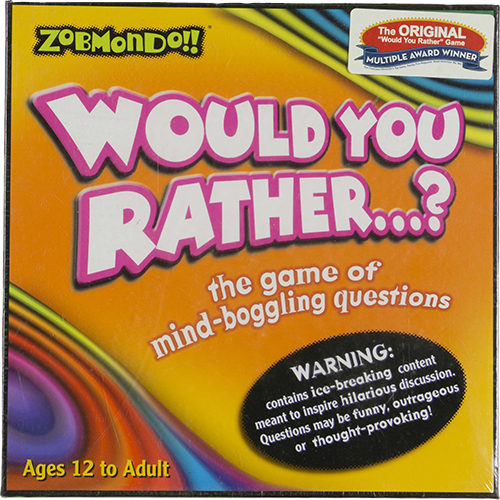 ZOBMONDO!!
The ORIGINAL
"Would You Rather" Game
MULTIPLE AWARD WINNER
WOULD YOU
RATHER...?
the game of
mind-boggling questions
WARNING:
contains ice-breaking content
meant to inspire hilarious discussion.
Questions may be funny, outrageous
or thought-provoking!
Ages 12 to Adult